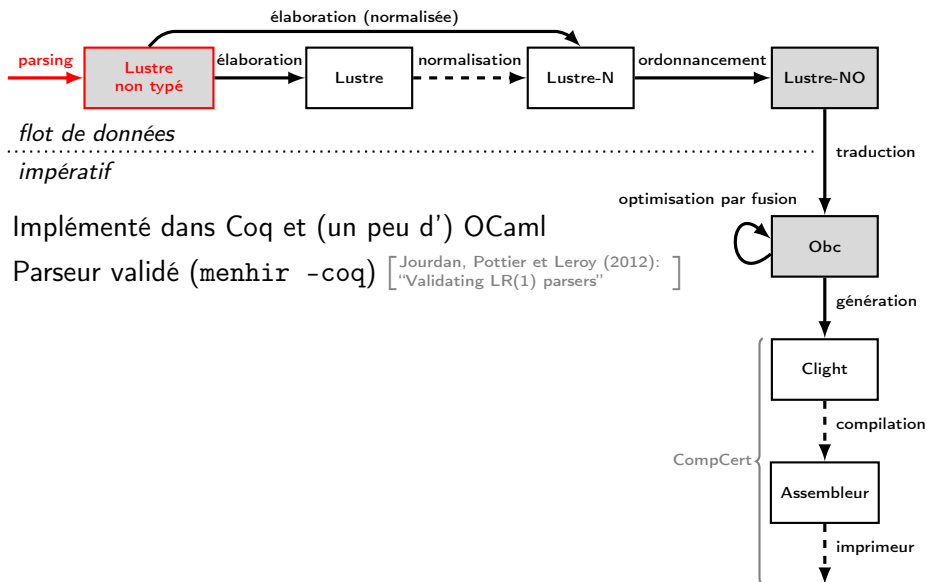 élaboration (normalisée)
parsing
Lustre
non typé
élaboration
Lustre
normalisation
Lustre-N
ordonnancement
Lustre-NO
flot de données
impératif
traduction
optimisation par fusion
Obc
Implémenté dans Coq et (un peu d') OCaml
Parseur validé (menhir -coq) [Jourdan, Pottier et Leroy (2012):
“Validating LR(1) parsers”]
génération
Clight
compilation
CompCert
Assembleur
imprimeur